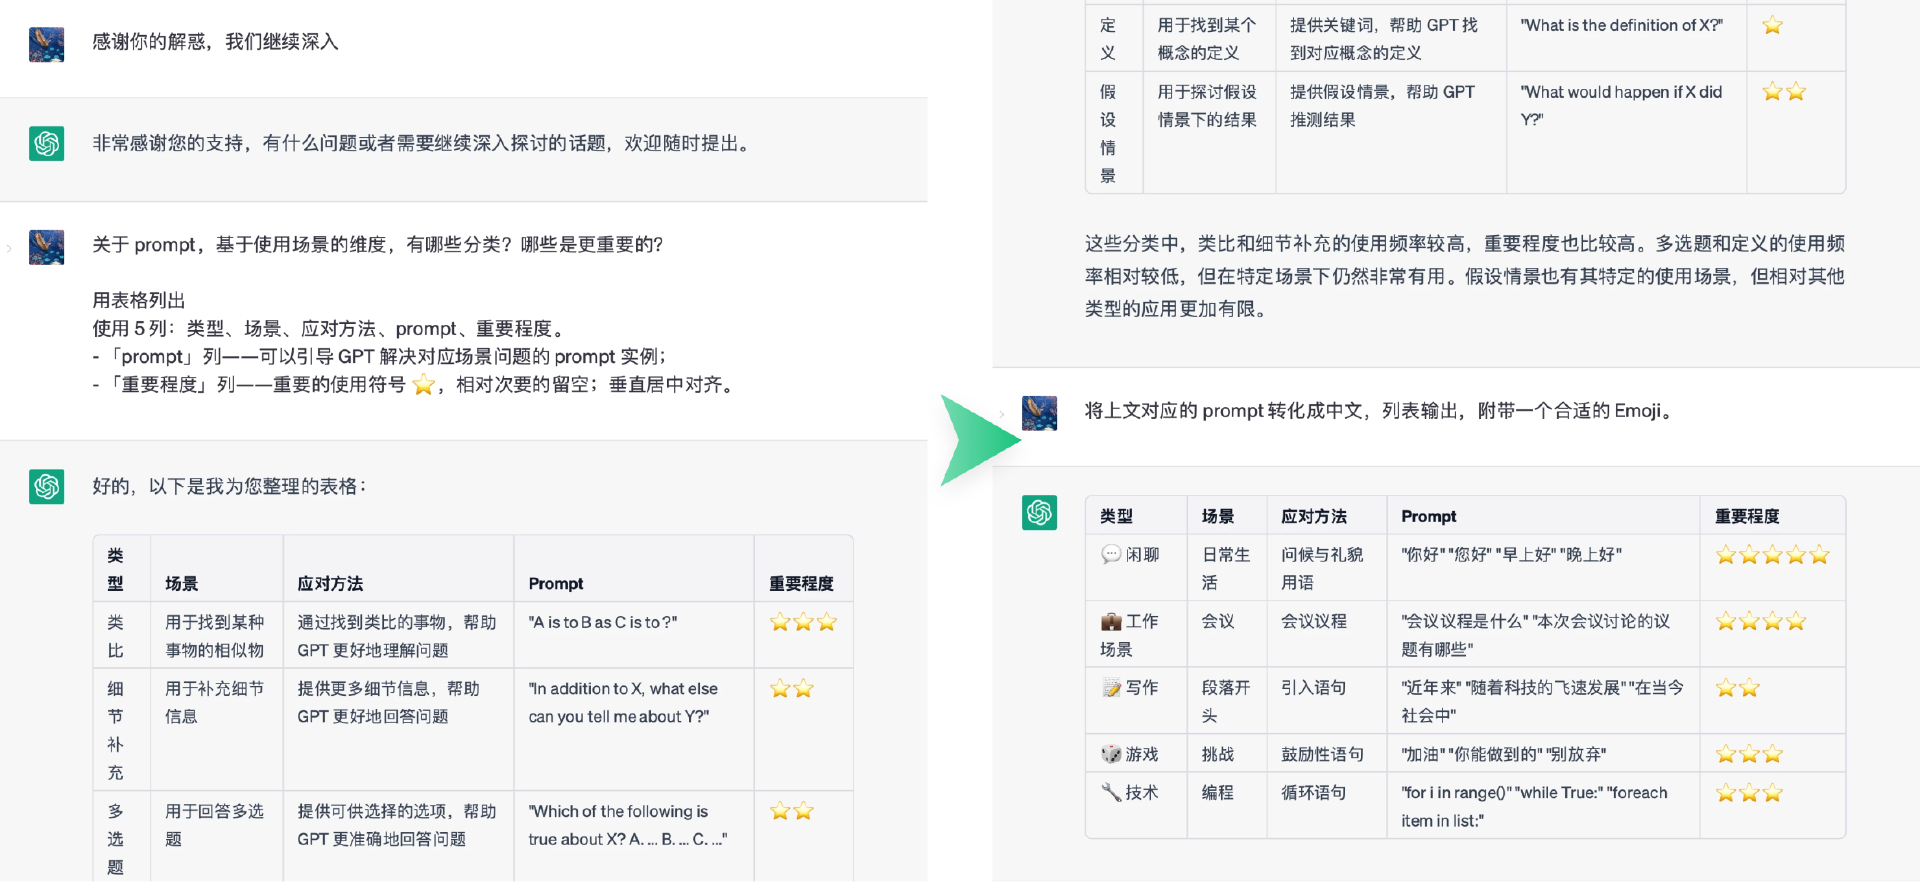 感谢你的解惑，我们继续深入
非常感谢您的支持，有什么问题或者需要继续深入探讨的话题，欢迎随时提出。
关于 prompt，基于使用场景的维度，有哪些分类？哪些是更重要的？
用表格列出
使用 5 列：类型、场景、应对方法、prompt、重要程度。
- 「prompt」列——可以引导 GPT 解决对应场景问题的 prompt 实例；
- 「重要程度」列——重要的使用符号 ⭐，相对次要的留空；垂直居中对齐。
好的，以下是我为您整理的表格：
类型 场景 应对方法 Prompt 重要程度
类比 用于找到某种事物的相似物 通过找到类比的事物，帮助 GPT 更好地理解问题 "A is to B as C is to ?" ⭐⭐⭐
细节补充 用于补充细节信息 提供更多细节信息，帮助 GPT 更好地回答问题 "In addition to X, what else can you tell me about Y?" ⭐⭐
多选题 用于回答多选题 提供可供选择的选项，帮助 GPT 更准确地回答问题 "Which of the following is true about X? A. ... B. ... C. ..." ⭐⭐
定义 用于找到某个概念的定义 提供关键词，帮助 GPT 找到对应概念的定义 "What is the definition of X?" ⭐
假设情景 用于探讨假设情景下的结果 提供假设情景，帮助 GPT 推测结果 "What would happen if X did Y?" ⭐⭐
这些分类中，类比和细节补充的使用频率较高，重要程度也比较高。多选题和定义的使用频
率相对较低，但在特定场景下仍然非常有用。假设情景也有其特定的使用场景，但相对其他
类型的应用更加有限。
将上文对应的 prompt 转化成中文，列表输出，附带一个合适的 Emoji。
类型 场景 应对方法 Prompt 重要程度
💬 闲聊 日常生活 问候与礼貌用语 "你好" "您好" "早上好" "晚上好" ⭐⭐⭐⭐⭐
💼 工作场景 会议 会议议程 "会议议程是什么" "本次会议讨论的议题有哪些" ⭐⭐⭐⭐
📝 写作 段落开头 引入语句 "近年来" "随着科技的飞速发展" "在当今社会中" ⭐⭐
🎲 游戏 挑战 鼓励性语句 "加油" "你能做到的" "别放弃" ⭐⭐⭐
🔧 技术 编程 循环语句 "for i in range()" "while True:" "foreach item in list:" ⭐⭐⭐